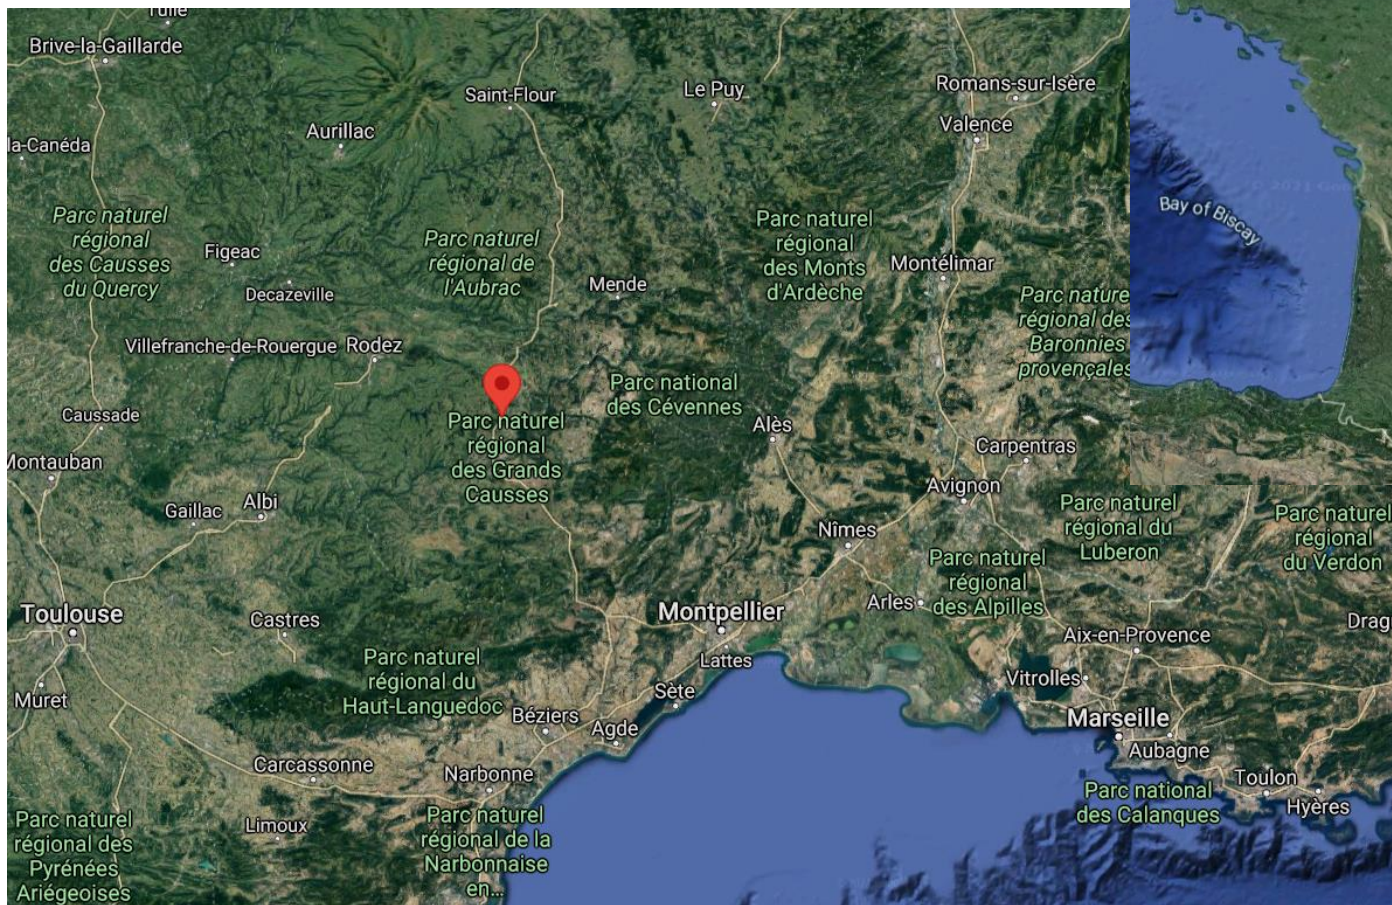 Tulle
Brive-la-Gaillarde
Saint-Flour
Le Puy
Romans-sur-Isère
Valence
Aurillac
la-Canéda
Parc naturel
régional
des Causses
du Quercy
Figeac
Decazeville
Parc naturel
régional de
l'Aubrac
Mende
Parc naturel
régional
des Monts
d'Ardèche
Montélimar
Parc nature
régional des
Baronnies
provençales
Bay of Biscay
© 2021 Goo
Villefranche-de-Rouergue
Rodez
Parc national
des Cévennes
Caussade
Parc naturel
régional
des Grands
Causses
Alès
Carpentras
Montauban
Avignon
Gaillac
Albi
Nîmes
Parc naturel
régional du
Luberon
Parc naturel
régional
du Verdon
Parc naturel
régional
des Alpilles
Arles
Toulouse
Castres
Montpellier
Lattes
Aix-en-Provence
Drag
Parc naturel
régional du
Haut-Languedoc
Muret
Sète
Vitrolles
Béziers
Agde
Marseille
Aubagne
Carcassonne
Narbonne
Toulon
Hyères
Parc national
des Calanques
Limoux
Parc naturel
régional des
Pyrénées
Ariégeoises
Parc naturel
régional de la
Narbonnaise
en...